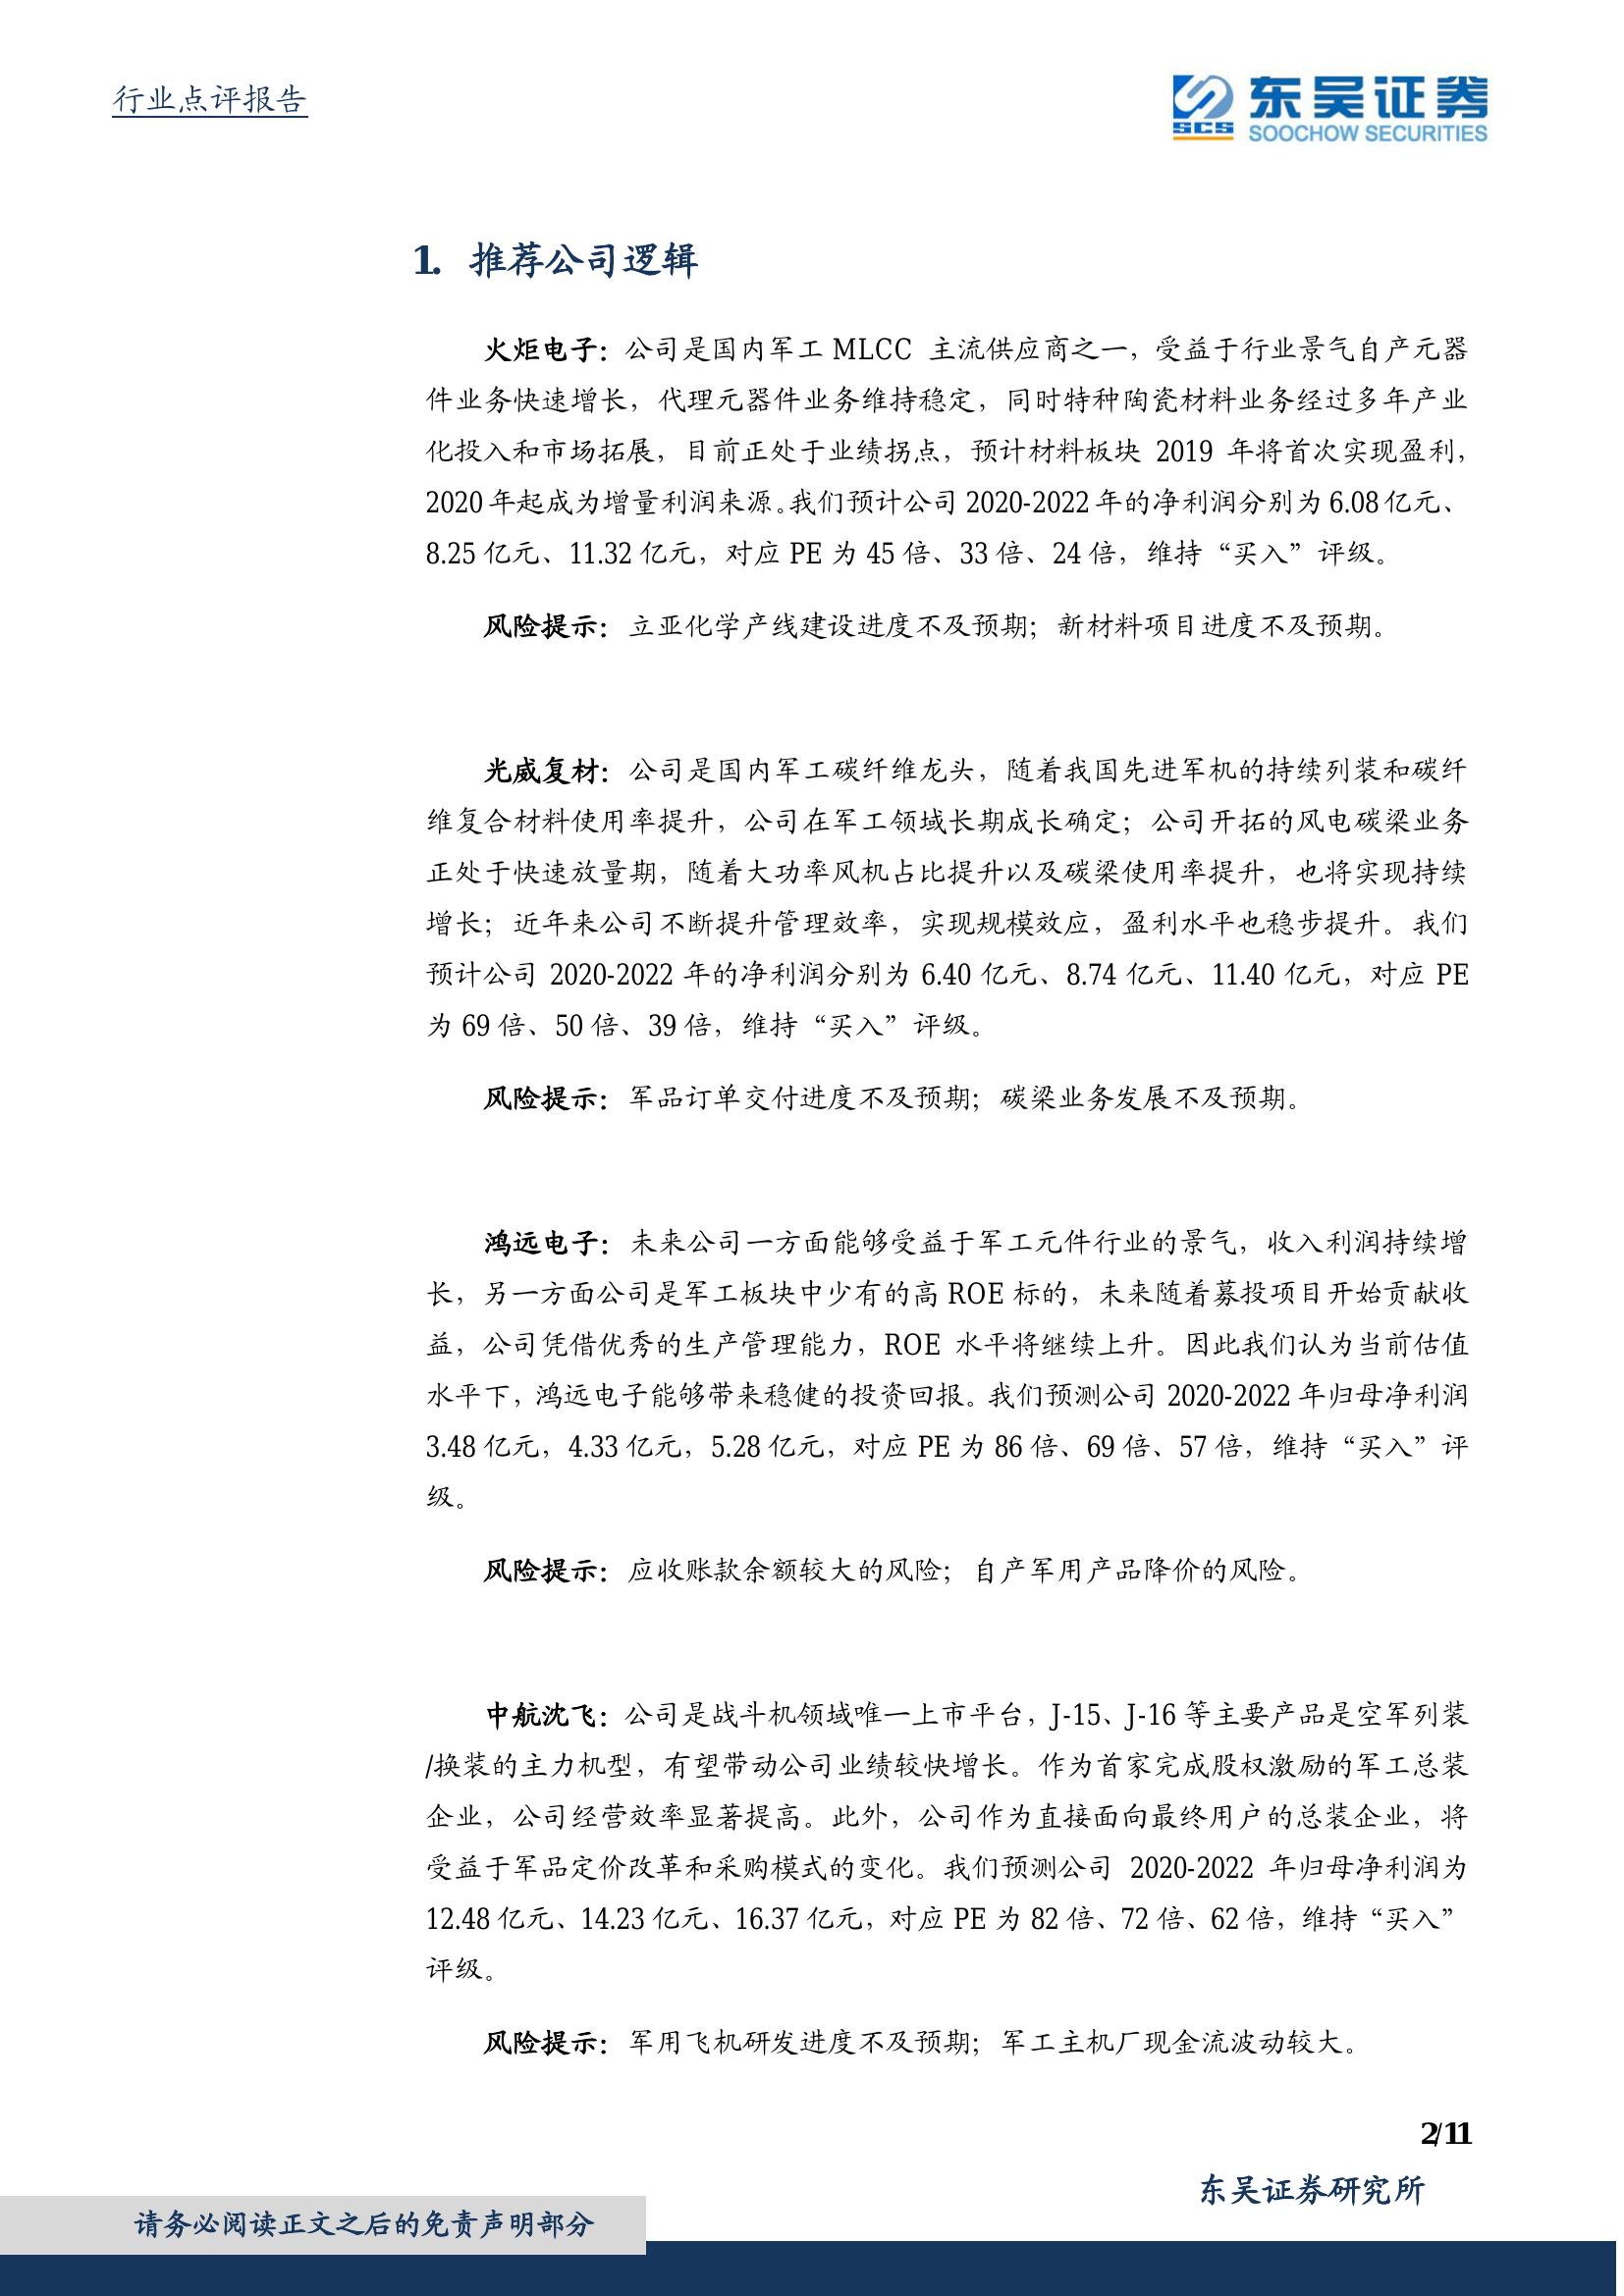 行业点评报告
SCS 东吴证券
SOOCHOW SECURITIES
1. 推荐公司逻辑
火炬电子：公司是国内军工 MLCC 主流供应商之一，受益于行业景气自产元器
件业务快速增长，代理元器件业务维持稳定，同时特种陶瓷材料业务经过多年产业
化投入和市场拓展，目前正处于业绩拐点，预计材料板块 2019 年将首次实现盈利，
2020 年起成为增量利润来源。我们预计公司 2020-2022 年的净利润分别为 6.08 亿元、
8.25 亿元、11.32 亿元，对应 PE 为 45 倍、33 倍、24 倍，维持“买入”评级。
风险提示：立亚化学产线建设进度不及预期；新材料项目进度不及预期。
光威复材：公司是国内军工碳纤维龙头，随着我国先进军机的持续列装和碳纤
维复合材料使用率提升，公司在军工领域长期成长确定；公司开拓的风电碳梁业务
正处于快速放量期，随着大功率风机占比提升以及碳梁使用率提升，也将实现持续
增长；近年来公司不断提升管理效率，实现规模效应，盈利水平也稳步提升。我们
预计公司 2020-2022 年的净利润分别为 6.40 亿元、8.74 亿元、11.40 亿元，对应 PE
为 69 倍、50 倍、39 倍，维持“买入”评级。
风险提示：军品订单交付进度不及预期；碳梁业务发展不及预期。
鸿远电子：未来公司一方面能够受益于军工元件行业的景气，收入利润持续增
长，另一方面公司是军工板块中少有的高 ROE 标的，未来随着募投项目开始贡献收
益，公司凭借优秀的生产管理能力，ROE 水平将继续上升。因此我们认为当前估值
水平下，鸿远电子能够带来稳健的投资回报。我们预测公司 2020-2022 年归母净利润
3.48 亿元，4.33 亿元，5.28 亿元，对应 PE 为 86 倍、69 倍、57 倍，维持“买入”评
级。
风险提示：应收账款余额较大的风险；自产军用产品降价的风险。
中航沈飞：公司是战斗机领域唯一上市平台，J-15、J-16 等主要产品是空军列装
/换装的主力机型，有望带动公司业绩较快增长。作为首家完成股权激励的军工总装
企业，公司经营效率显著提高。此外，公司作为直接面向最终用户的总装企业，将
受益于军品定价改革和采购模式的变化。我们预测公司 2020-2022 年归母净利润为
12.48 亿元、14.23 亿元、16.37 亿元，对应 PE 为 82 倍、72 倍、62 倍，维持“买入”
评级。
风险提示：军用飞机研发进度不及预期；军工主机厂现金流波动较大。
2/11
东吴证券研究所
请务必阅读正文之后的免责声明部分